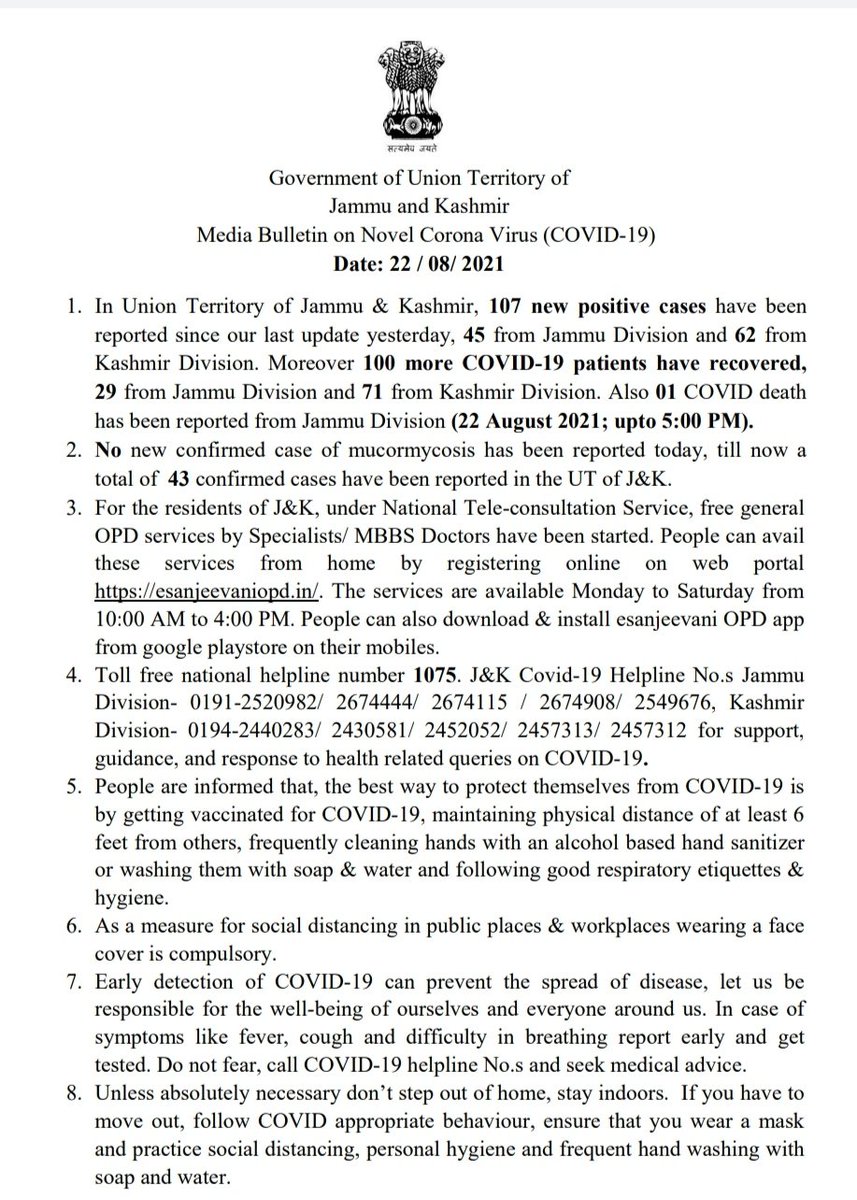 सत्यमेव जयते
Government of Union Territory of
Jammu and Kashmir
Media Bulletin on Novel Corona Virus (COVID-19)
Date: 22 / 08/ 2021
1. In Union Territory of Jammu & Kashmir, 107 new positive cases have been
reported since our last update yesterday, 45 from Jammu Division and 62 from
Kashmir Division. Moreover 100 more COVID-19 patients have recovered,
29 from Jammu Division and 71 from Kashmir Division. Also 01 COVID death
has been reported from Jammu Division (22 August 2021; upto 5:00 PM).
2. No new confirmed case of mucormycosis has been reported today, till now a
total of 43 confirmed cases have been reported in the UT of J&K.
3. For the residents of J&K, under National Tele-consultation Service, free general
OPD services by Specialists/ MBBS Doctors have been started. People can avail
these services from home by registering online on web portal
https://esanjeevaniopd.in/. The services are available Monday to Saturday from
10:00 AM to 4:00 PM. People can also download & install esanjeevani OPD app
from google playstore on their mobiles.
4. Toll free national helpline number 1075. J&K Covid-19 Helpline No.s Jammu
Division- 0191-2520982/ 2674444/ 2674115 / 2674908/ 2549676, Kashmir
Division- 0194-2440283/ 2430581/ 2452052/ 2457313/ 2457312 for support,
guidance, and response to health related queries on COVID-19.
5. People are informed that, the best way to protect themselves from COVID-19 is
by getting vaccinated for COVID-19, maintaining physical distance of at least 6
feet from others, frequently cleaning hands with an alcohol based hand sanitizer
or washing them with soap & water and following good respiratory etiquettes &
hygiene.
6. As a measure for social distancing in public places & workplaces wearing a face
cover is compulsory.
7. Early detection of COVID-19 can prevent the spread of disease, let us be
responsible for the well-being of ourselves and everyone around us. In case of
symptoms like fever, cough and difficulty in breathing report early and get
tested. Do not fear, call COVID-19 helpline No.s and seek medical advice.
8. Unless absolutely necessary don’t step out of home, stay indoors. If you have to
move out, follow COVID appropriate behaviour, ensure that you wear a mask
and practice social distancing, personal hygiene and frequent hand washing with
soap and water.